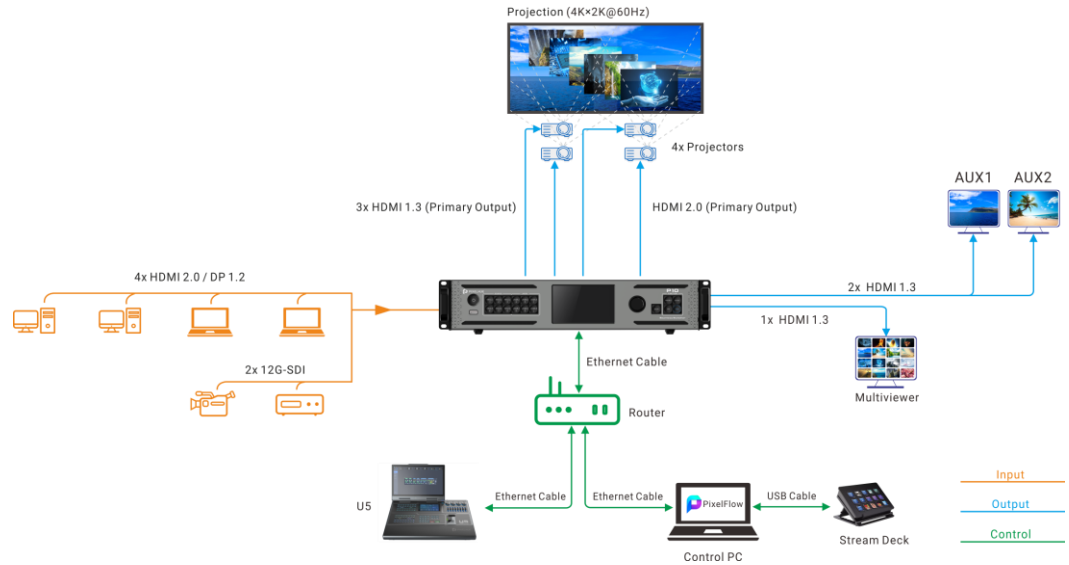 Projection (4K×2K@60Hz)
4x Projectors
AUX1
AUX2
3x HDMI 1.3 (Primary Output)
HDMI 2.0 (Primary Output)
4x HDMI 2.0 / DP 1.2
2x HDMI 1.3
P10
1x HDMI 1.3
Ethernet Cable
2x 12G-SDI
Multiviewer
Router
Input
U5
Ethernet Cable
Ethernet Cable
PixelFlow
USB Cable
Output
Control
Stream Deck
Control PC